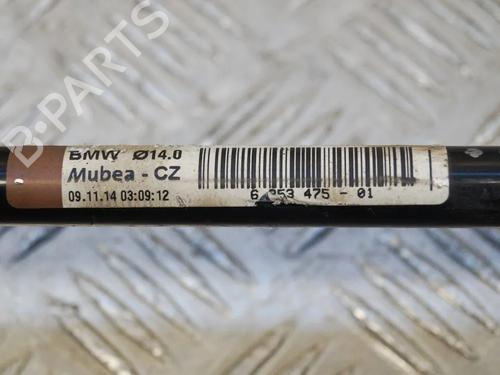 B-PARTS
BMW Ø14.0
Mubea - CZ
09.11.14 03:09:12
6 853 475 - 01